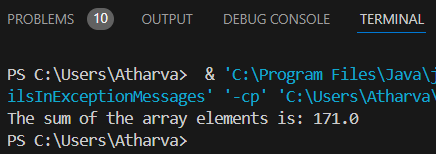 PROBLEMS 10 OUTPUT DEBUG CONSOLE TERMINAL
PS C:\Users\Atharva> & 'C:\Program Files\Java\j
ilsInExceptionMessages' '-cp' 'C:\Users\Atharva\
The sum of the array elements is: 171.0
PS C:\Users\Atharva>